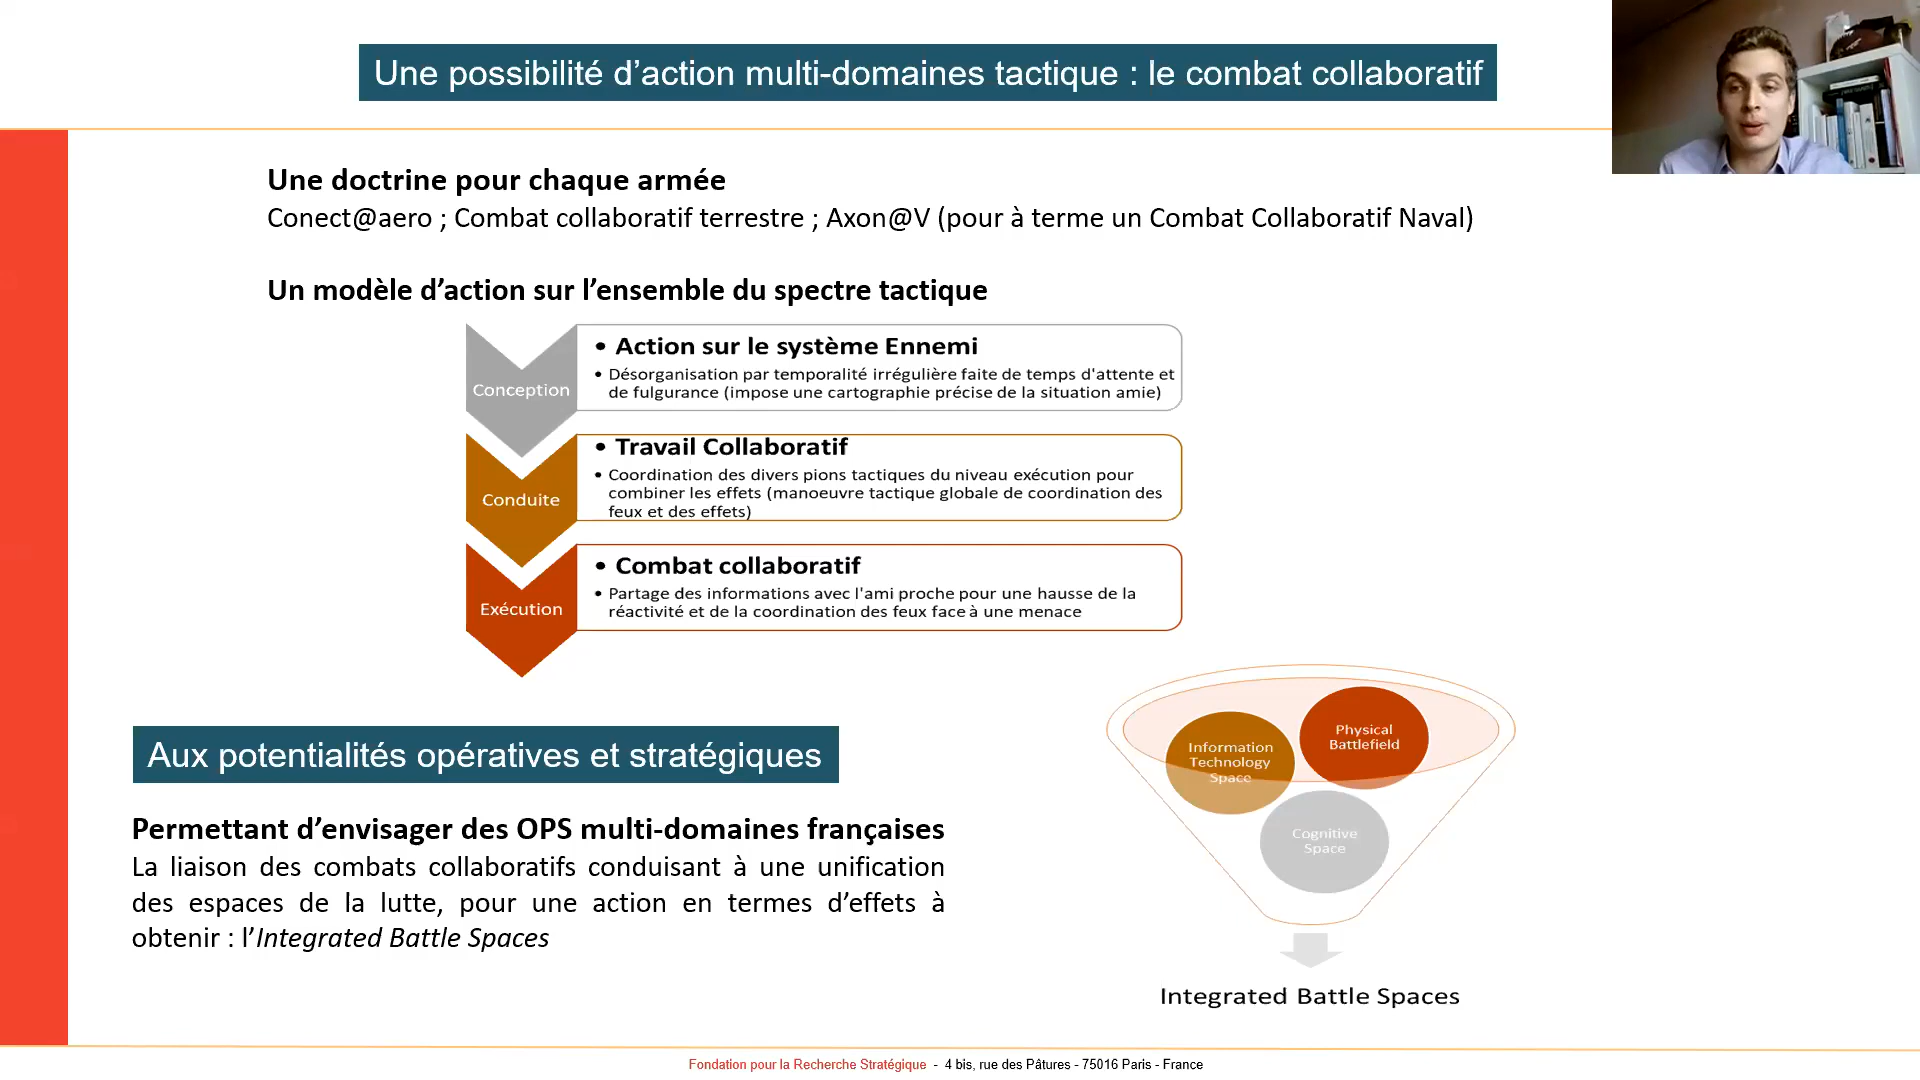 Une possibilité d’action multi-domaines tactique : le combat collaboratif
Une doctrine pour chaque armée
Conect@aero ; Combat collaboratif terrestre ; Axon@V (pour à terme un Combat Collaboratif Naval)
Un modèle d’action sur l’ensemble du spectre tactique
Conception
• Action sur le système Ennemi
• Désorganisation par temporalité irrégulière faite de temps d'attente et
de fulgurance (impose une cartographie précise de la situation amie)
Conduite
• Travail Collaboratif
• Coordination des divers pions tactiques du niveau exécution pour
combiner les effets (manoeuvre tactique globale de coordination des
feux et des effets)
Exécution
• Combat collaboratif
• Partage des informations avec l'ami proche pour une hausse de la
réactivité et de la coordination des feux face à une menace
Aux potentialités opératives et stratégiques
Permettant d’envisager des OPS multi-domaines françaises
La liaison des combats collaboratifs conduisant à une unification
des espaces de la lutte, pour une action en termes d’effets à
obtenir : l’Integrated Battle Spaces
Information
Technology
Space
Physical
Battlefield
Cognitive
Space
Integrated Battle Spaces
Fondation pour la Recherche Stratégique - 4 bis, rue des Pâtures - 75016 Paris - France